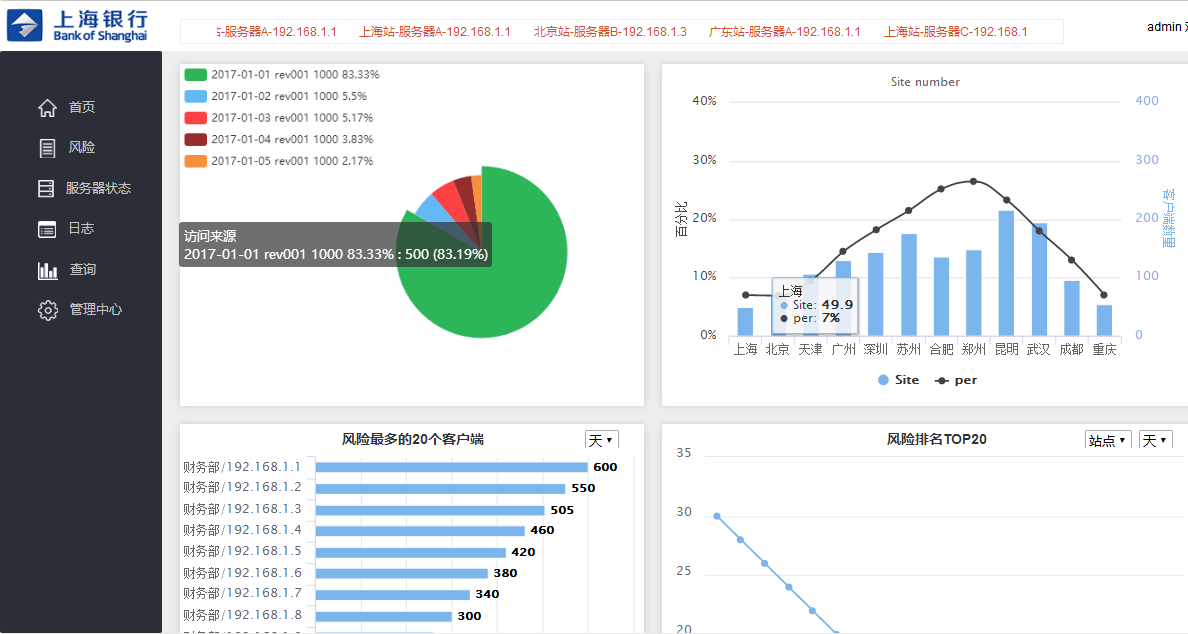 上海银行
Bank of Shanghai
-服务器A-192.168.1.1 上海站-服务器A-192.168.1.1 北京站-服务器B-192.168.1.3 广东站-服务器A-192.168.1.1 上海站-服务器C-192.168.1
admin
首页
风险
服务器状态
日志
查询
管理中心
2017-01-01 rev001 1000 83.33%
2017-01-02 rev001 1000 5.5%
2017-01-03 rev001 1000 5.17%
2017-01-04 rev001 1000 3.83%
2017-01-05 rev001 1000 2.17%
访问来源
2017-01-01 rev001 1000 83.33% : 500 (83.19%)
Site number
40% 400
30% 300
20% 200
10% 100
0% 0
百分比
客户端数量
上海
Site: 49.9
per: 7%
上海 北京 天津 广州 深圳 苏州 合肥 郑州 昆明 武汉 成都 重庆
Site per
风险最多的20个客户端 天
财务部/192.168.1.1 600
财务部/192.168.1.2 550
财务部/192.168.1.3 505
财务部/192.168.1.4 460
财务部/192.168.1.5 420
财务部/192.168.1.6 380
财务部/192.168.1.7 340
财务部/192.168.1.8 300
风险排名TOP20 站点 天
35
30
25
20